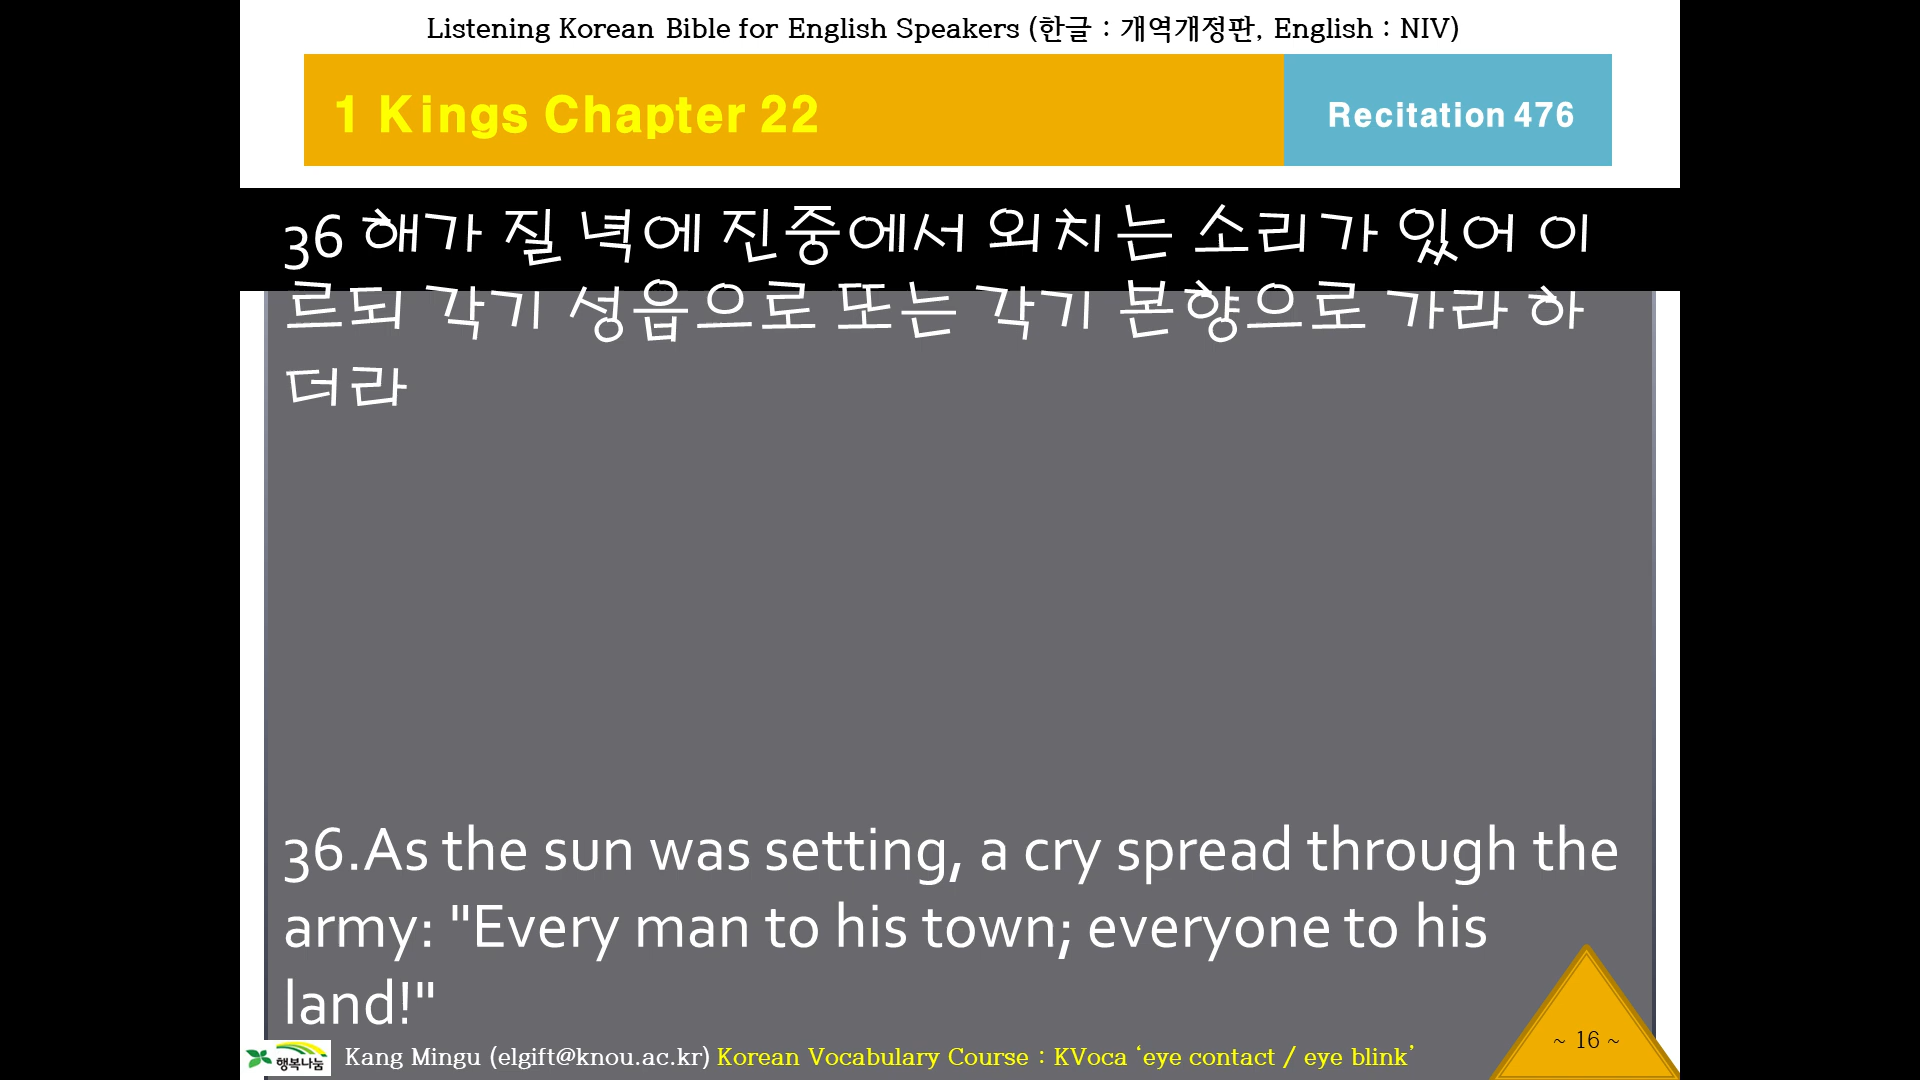 Listening Korean Bible for English Speakers (한글 : 개역개정판, English : NIV)
1 Kings Chapter 22
Recitation 476
36 해가 질 녘에 진중에서 외치는 소리가 있어 이
르되 각기 성읍으로 또는 각기 본향으로 가라 하
더라
36.As the sun was setting, a cry spread through the
army: "Every man to his town; everyone to his
land!"
~ 16 ~
행복나눔
Kang Mingu (elgift@knou.ac.kr) Korean Vocabulary Course : KVoca ‘eye contact / eye blink’